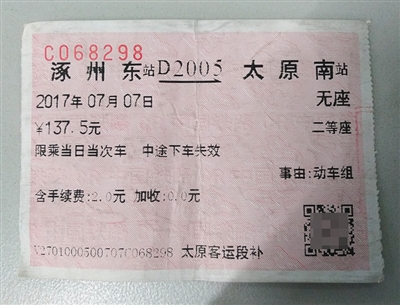 C068298
涿州东站 D2005 太原南站
2017年07月07日 无座
¥137.5元 二等座
限乘当日当次车 中途下车失效
事由:动车组
含手续费:2.0元 加收:0.0元
X27010005007070C068298 太原客运段补